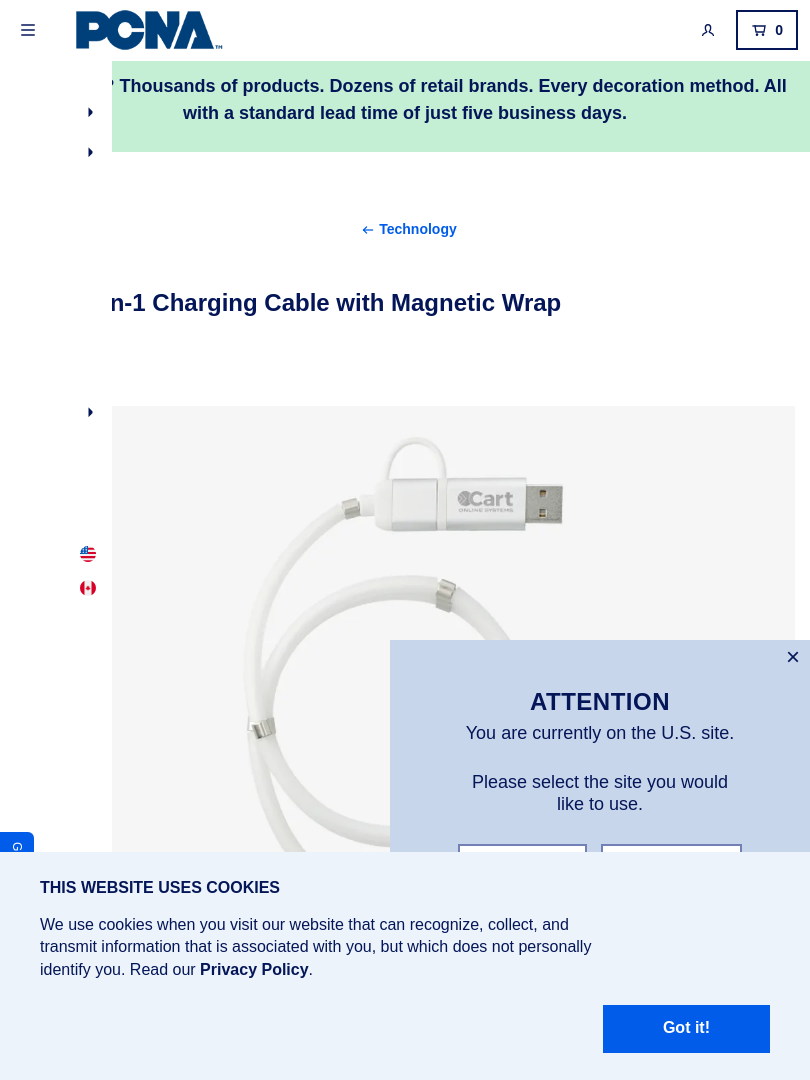 PCNA™
0
? Thousands of products. Dozens of retail brands. Every decoration method. All
with a standard lead time of just five business days.
Technology
n-1 Charging Cable with Magnetic Wrap
Cart
ONLINE SYSTEMS
ATTENTION
You are currently on the U.S. site.
Please select the site you would
like to use.
G
THIS WEBSITE USES COOKIES
We use cookies when you visit our website that can recognize, collect, and
transmit information that is associated with you, but which does not personally
identify you. Read our Privacy Policy.
Got it!